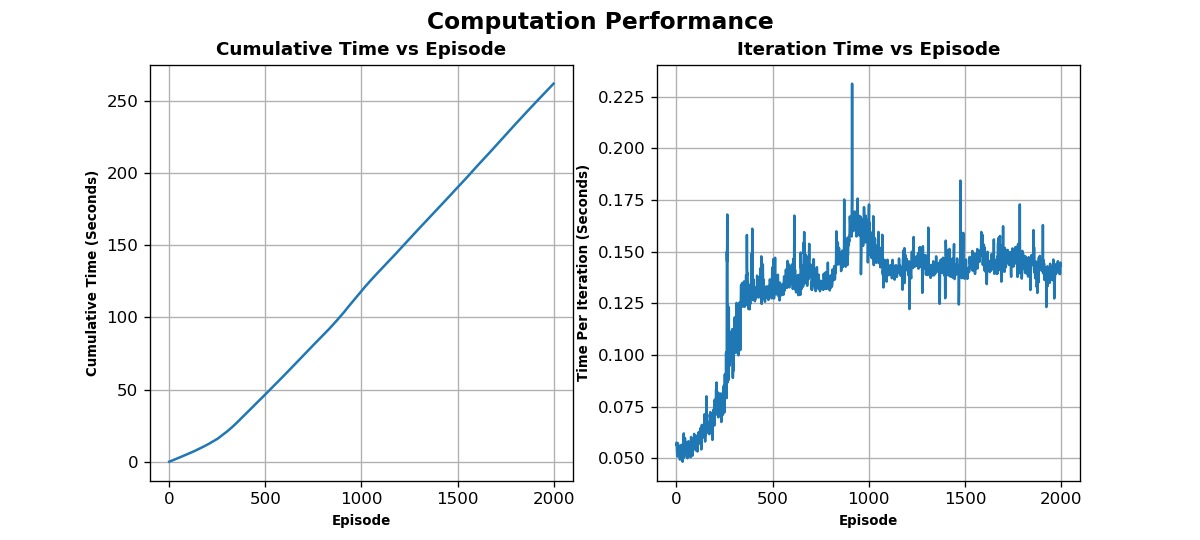 Computation Performance
Cumulative Time vs Episode
Cumulative Time (Seconds)
250
200
150
100
50
0
0 500 1000 1500 2000
Episode
Iteration Time vs Episode
Time Per Iteration (Seconds)
0.225
0.200
0.175
0.150
0.125
0.100
0.075
0.050
0 500 1000 1500 2000
Episode